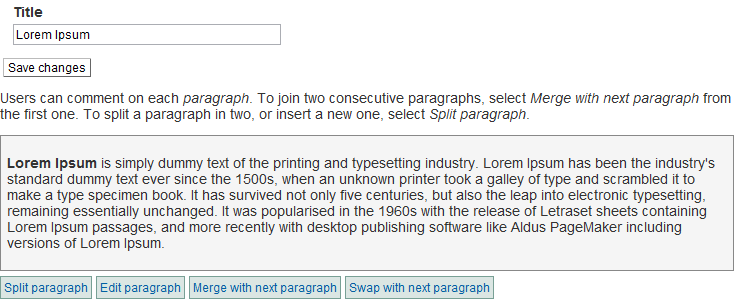 Title
Lorem Ipsum
Save changes
Users can comment on each paragraph. To join two consecutive paragraphs, select Merge with next paragraph from
the first one. To split a paragraph in two, or insert a new one, select Split paragraph.
Lorem Ipsum is simply dummy text of the printing and typesetting industry. Lorem Ipsum has been the industry's
standard dummy text ever since the 1500s, when an unknown printer took a galley of type and scrambled it to
make a type specimen book. It has survived not only five centuries, but also the leap into electronic typesetting,
remaining essentially unchanged. It was popularised in the 1960s with the release of Letraset sheets containing
Lorem Ipsum passages, and more recently with desktop publishing software like Aldus PageMaker including
versions of Lorem Ipsum.
Split paragraph Edit paragraph Merge with next paragraph Swap with next paragraph